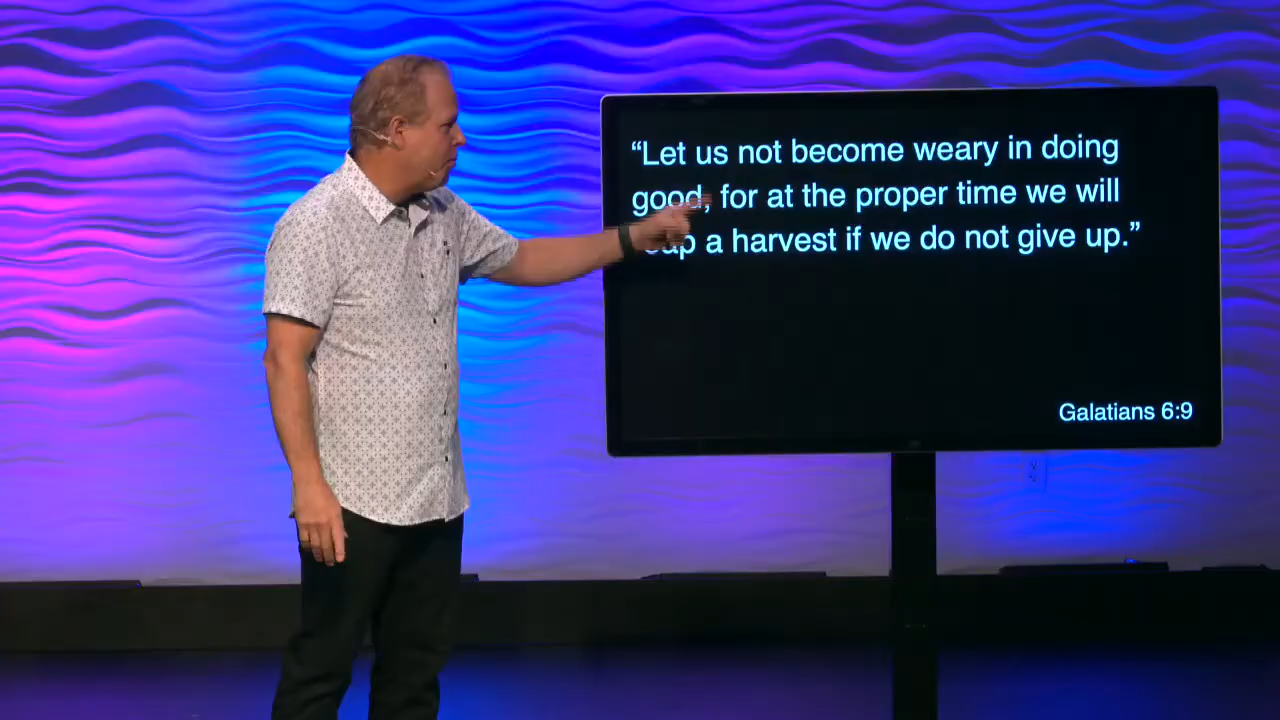 “Let us not become weary in doing
good, for at the proper time we will
reap a harvest if we do not give up.”
Galatians 6:9